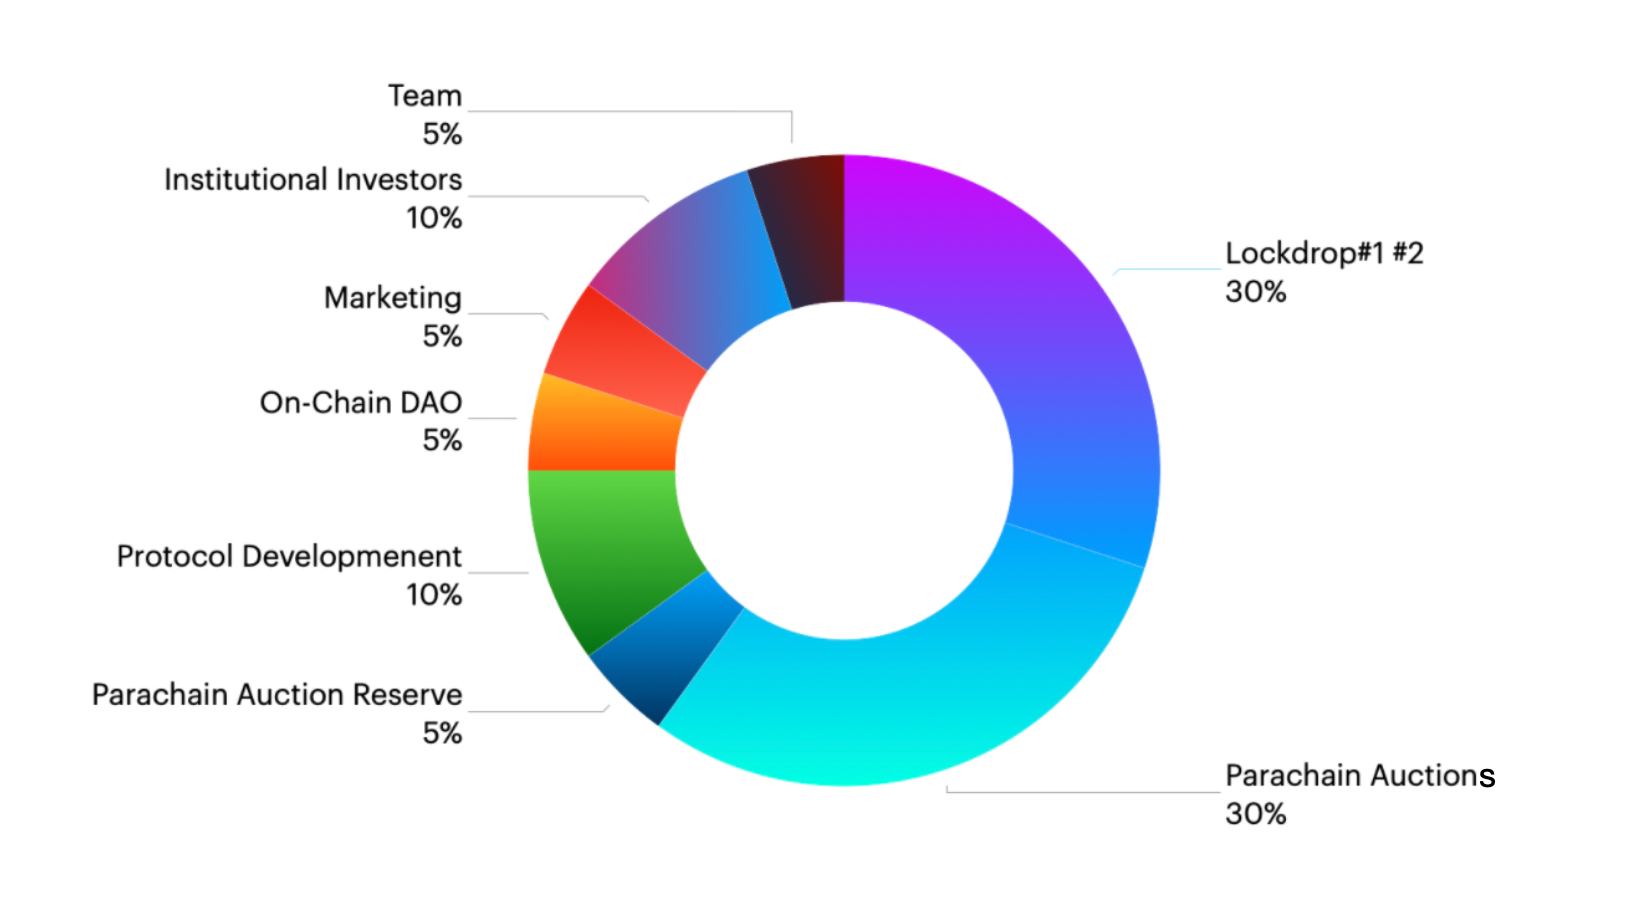 Team
5%
Institutional Investors
10%
Marketing
5%
On-Chain DAO
5%
Protocol Developmenent
10%
Parachain Auction Reserve
5%
Lockdrop#1 #2
30%
Parachain Auctions
30%